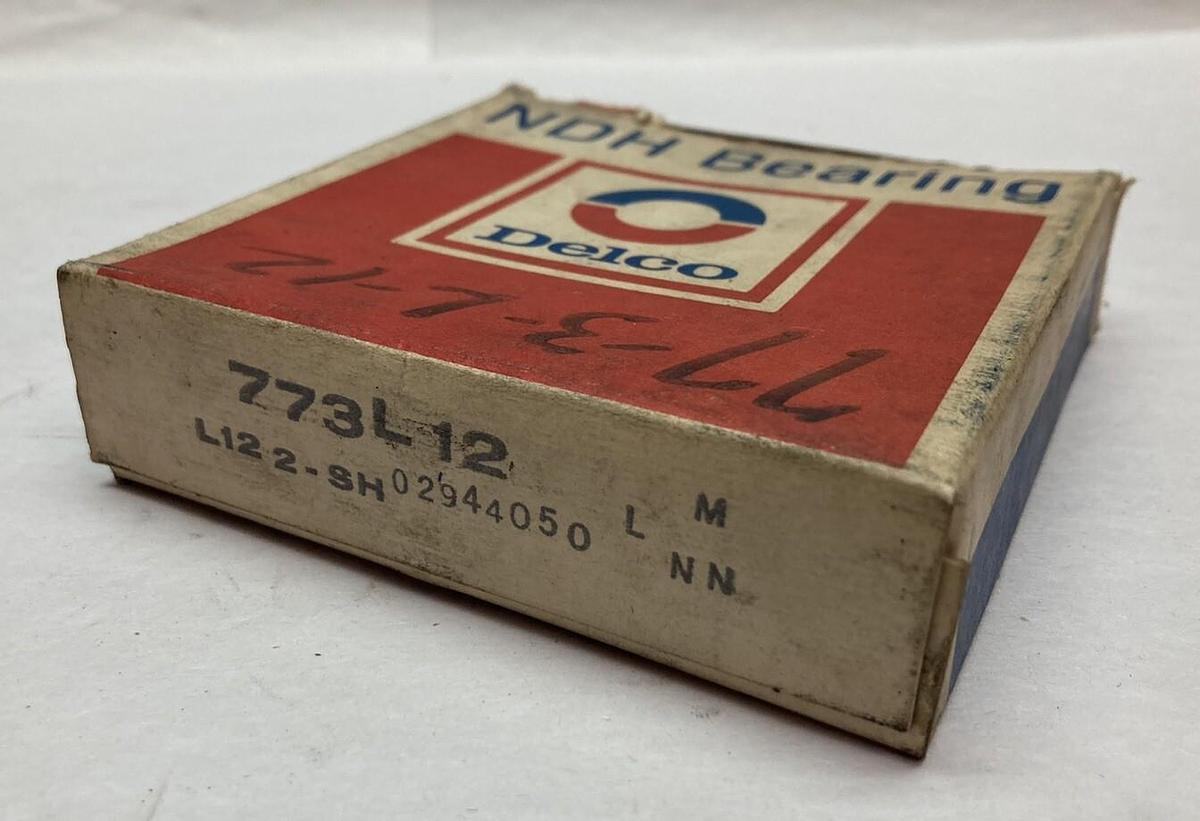 NDH Bearing
Delco
77-3-L-12
773L12
L12 2-SH 02944050 L M
NN